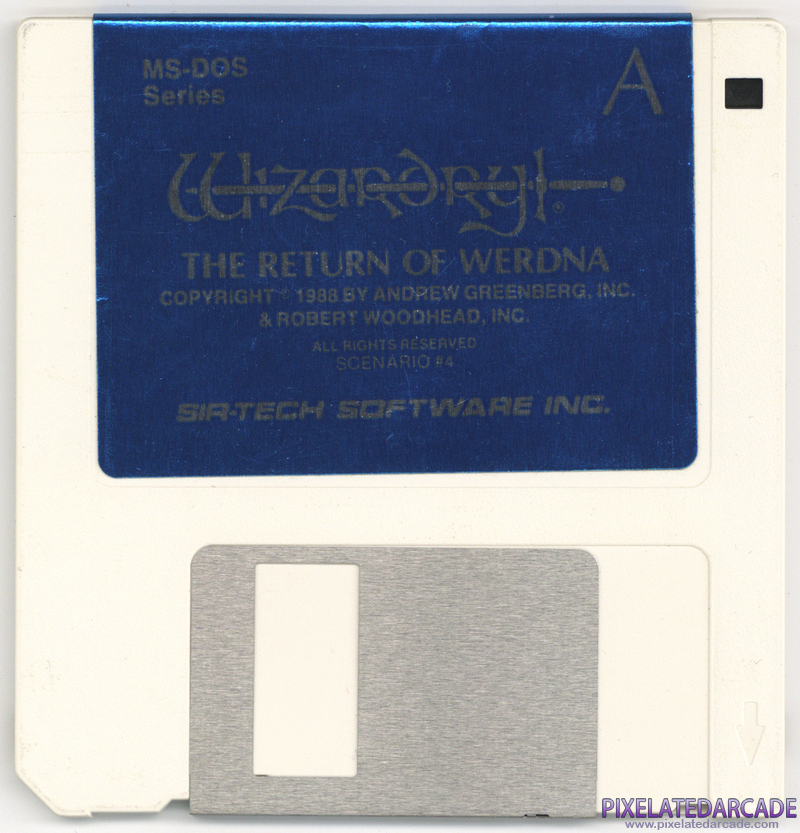 MS-DOS
Series
A
Wizardry®
THE RETURN OF WERDNA
COPYRIGHT © 1988 BY ANDREW GREENBERG, INC.
& ROBERT WOODHEAD, INC.
ALL RIGHTS RESERVED
SCENARIO #4
SIR-TECH SOFTWARE INC.
PIXELATEDARCADE
www.pixelatedarcade.com